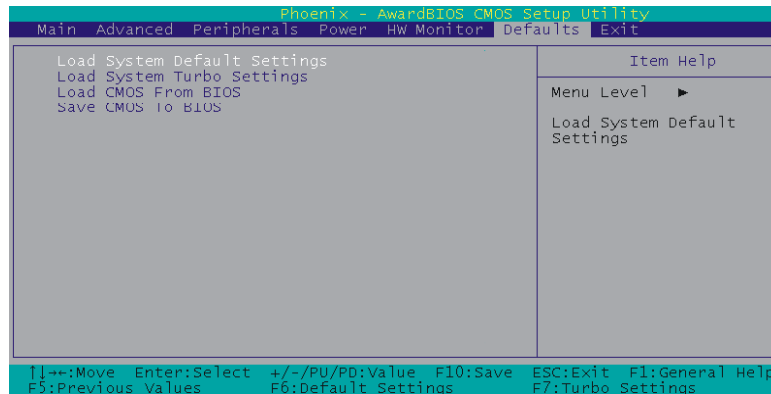 Phoenix - AwardBIOS CMOS Setup Utility
Main Advanced Peripherals Power HW Monitor Defaults Exit
Load System Default Settings
Load System Turbo Settings
Load CMOS From BIOS
Save CMOS To BIOS
Item Help
Menu Level ►
Load System Default
Settings
↑↓→←:Move Enter:Select +/-/PU/PD:Value F10:Save ESC:Exit F1:General Help
F5:Previous Values F6:Default Settings F7:Turbo Settings